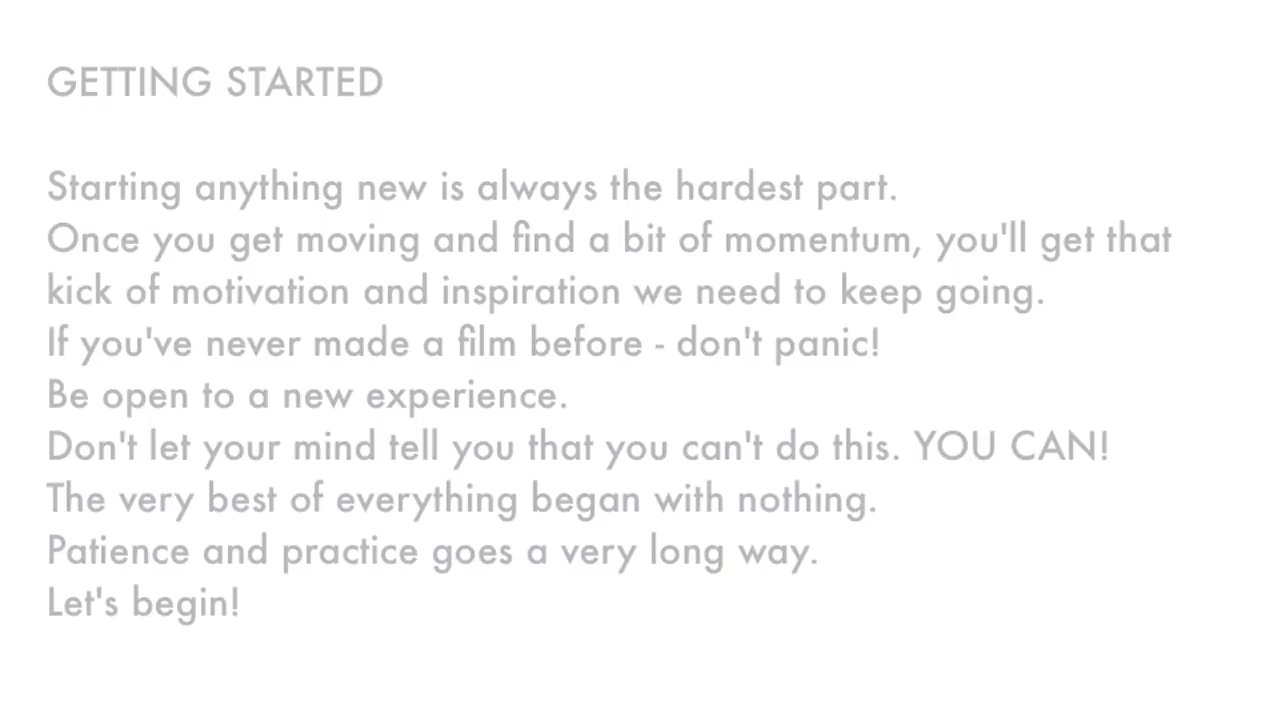 GETTING STARTED
Starting anything new is always the hardest part.
Once you get moving and find a bit of momentum, you'll get that
kick of motivation and inspiration we need to keep going.
If you've never made a film before - don't panic!
Be open to a new experience.
Don't let your mind tell you that you can't do this. YOU CAN!
The very best of everything began with nothing.
Patience and practice goes a very long way.
Let's begin!